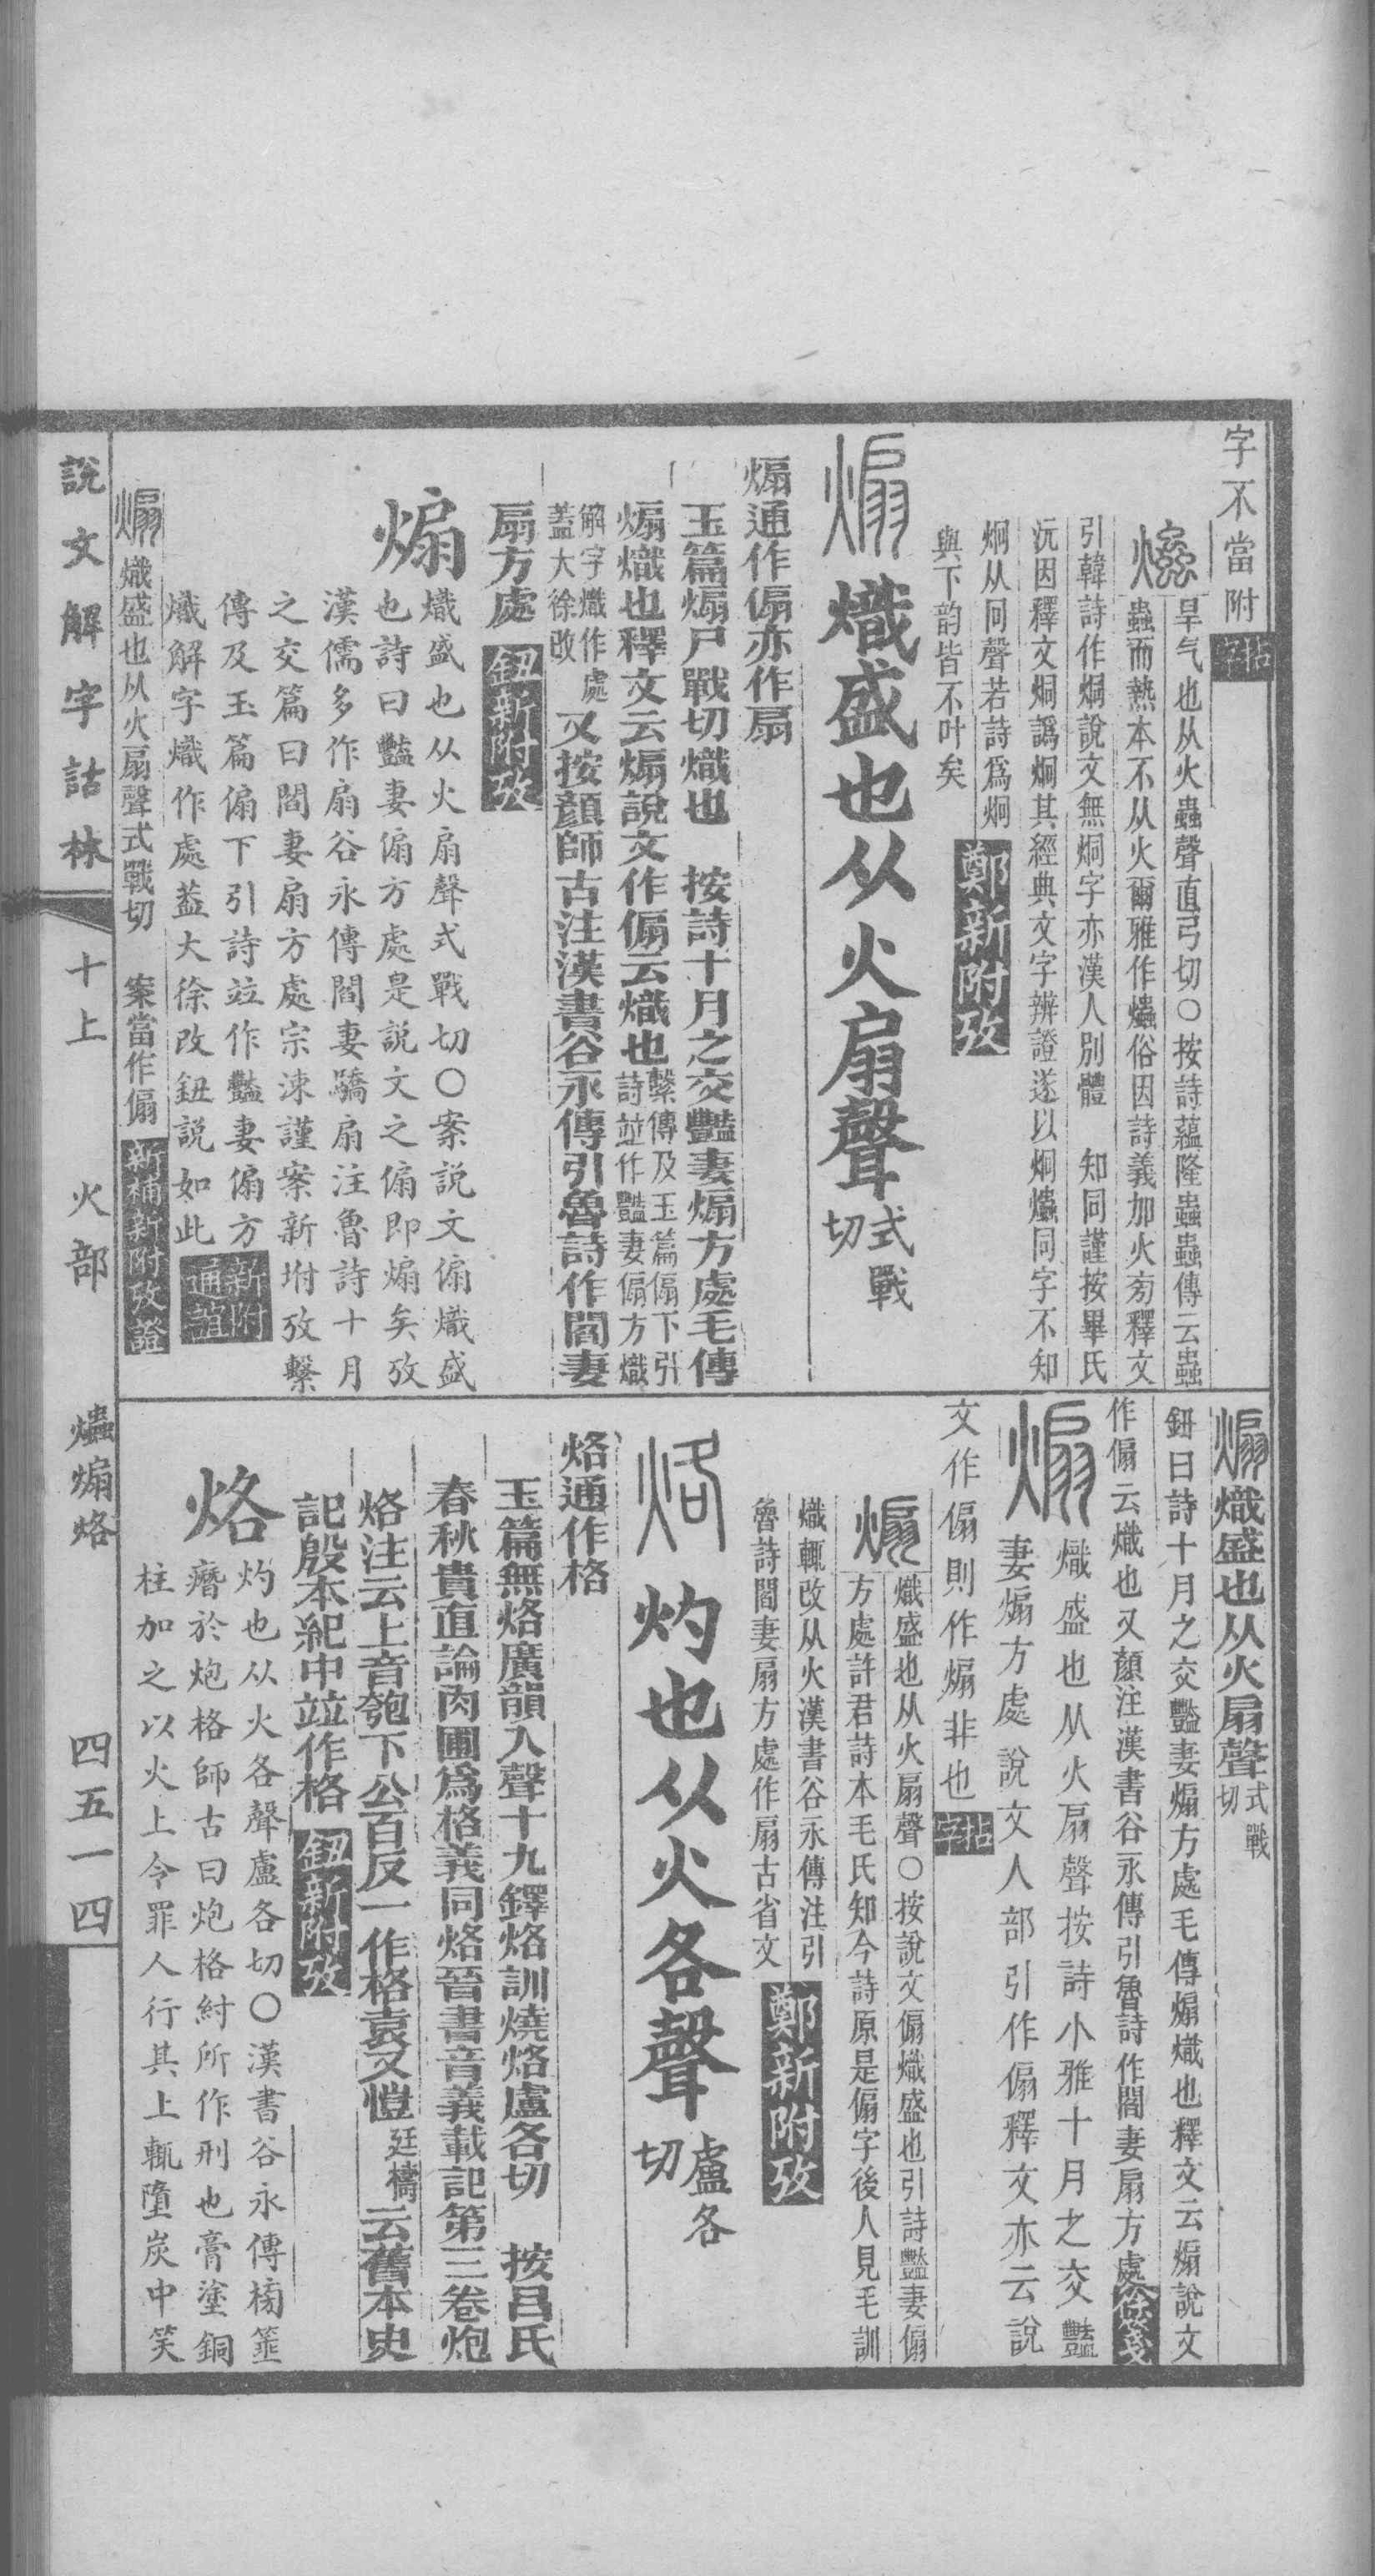 字不當附 拈字
爞 旱气也从火蟲聲直弓切○按詩蘊隆蟲蟲傳云蟲
蟲而熱本不从火爾雅作爞俗因詩義加火旁釋文
引韓詩作烔說文無烔字亦漢人別體 知同謹按畢氏
沅因釋文烔譌炯其經典文字辨證遂以炯爞同字不知
炯从冋聲若詩爲炯
與下韵皆不叶矣 鄭新附攷
煽 熾盛也从火扇聲 式戰切
煽通作傓亦作扇
玉篇煽尸戰切熾也 按詩十月之交豔妻煽方處毛傳
煽熾也釋文云煽說文作傓云熾也 繫傳及玉篇傓下引詩竝作豔妻傓方熾
解字熾作處蓋大徐改 又按顏師古注漢書谷永傳引魯詩作閻妻
扇方處 鈕新附攷
煽 熾盛也从火扇聲式戰切○案説文傓熾盛
也詩曰豔妻傓方處是説文之傓即煽矣攷
漢儒多作扇谷永傳閻妻驕扇注魯詩十月
之交篇曰閻妻扇方處宗涑謹案新坿攷繫
傳及玉篇傓下引詩竝作豔妻傓方
熾解字熾作處蓋大徐改鈕説如此 新附通誼
煽 熾盛也从火扇聲式戰切 案當作傓 新補新附攷證
煽 熾盛也从火扇聲 式戰切
鈕曰詩十月之交豔妻煽方處毛傳煽熾也釋文云煽說文
作傓云熾也又顏注漢書谷永傳引魯詩作閻妻扇方處 徐箋
煽 熾盛也从火扇聲按詩小雅十月之交豔
妻煽方處說文人部引作傓釋文亦云說
文作傓則作煽非也 拈字
煽 熾盛也从火扇聲○按說文傓熾盛也引詩豔妻傓
方處許君詩本毛氏知今詩原是傓字後人見毛訓
熾輒改从火漢書谷永傳注引
魯詩閻妻扇方處作扇古省文 鄭新附攷
烙 灼也从火各聲 盧各切
烙通作格
玉篇無烙廣韻入聲十九鐸烙訓燒烙盧各切 按呂氏
春秋貴直論肉圃爲格義同烙晉書音義載記第三卷炮
烙注云上音匏下公百反一作格袁又愷 廷檮 云舊本史
記殷本紀中竝作格 鈕新附攷
烙 灼也从火各聲盧各切○漢書谷永傳榜箠
㿊於炮格師古曰炮格紂所作刑也膏塗銅
柱加之以火上令罪人行其上輒墮炭中笑
說文解字詁林 十上 火部 爞煽烙 四五一四